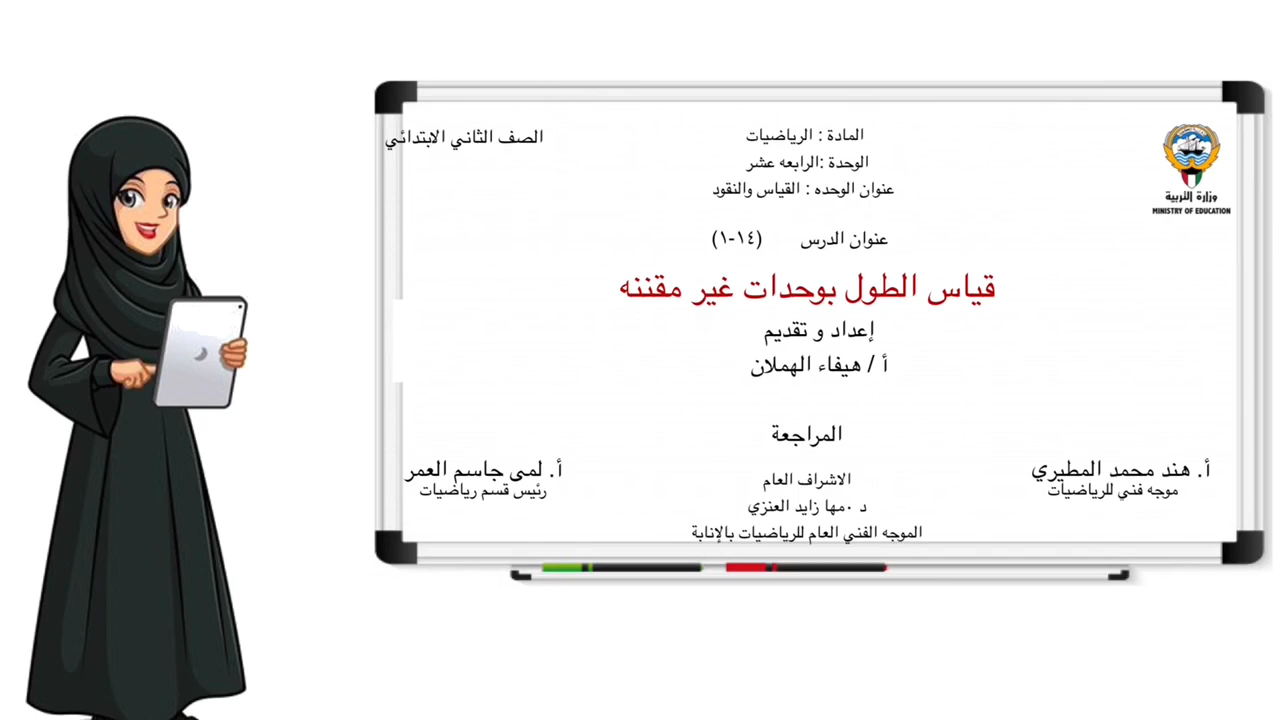 وزارة التربية
MINISTRY OF EDUCATION
المادة : الرياضيات
الصف الثاني الابتدائي
الوحدة :الرابعه عشر
عنوان الوحده : القياس والنقود
عنوان الدرس (١٤-١)
قياس الطول بوحدات غير مقننه
إعداد و تقديم
أ / هيفاء الهملان
المراجعة
أ. هند محمد المطيري
موجه فني للرياضيات
الاشراف العام
د ٠مها زايد العنزي
الموجه الفني العام للرياضيات بالإنابة
أ. لمى جاسم العمر
رئيس قسم رياضيات